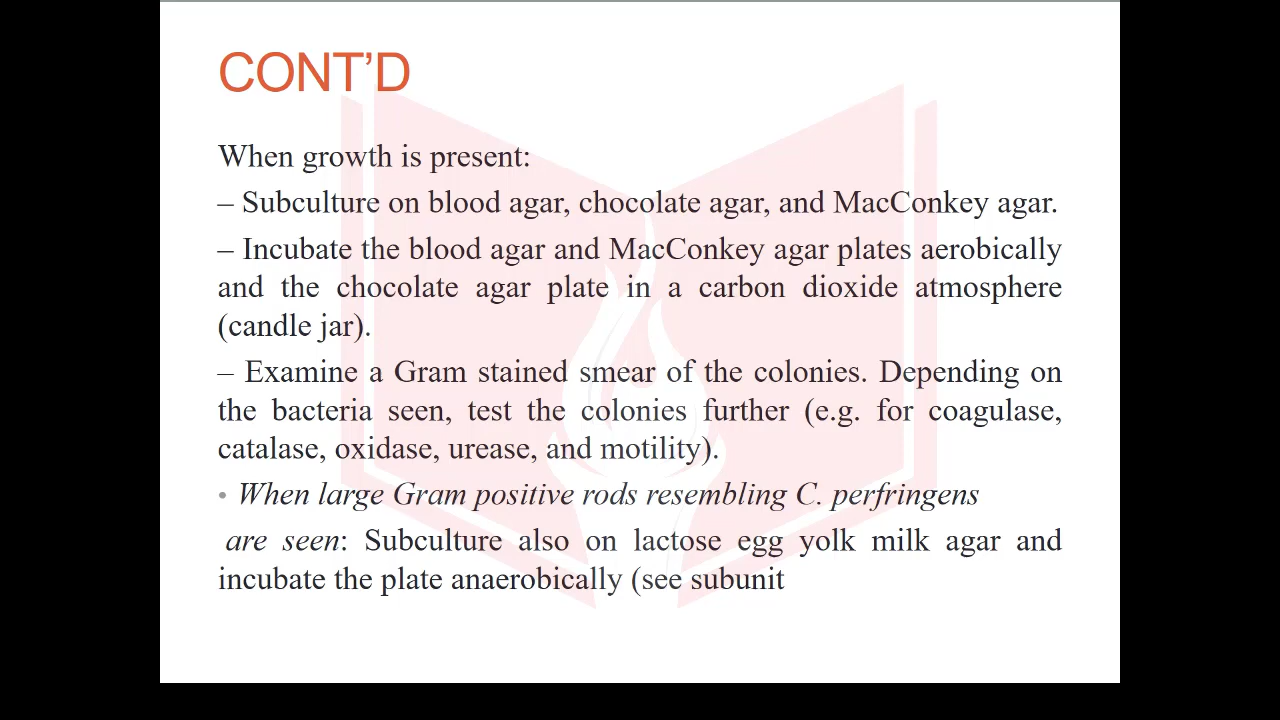 CONT’D
When growth is present:
– Subculture on blood agar, chocolate agar, and MacConkey agar.
– Incubate the blood agar and MacConkey agar plates aerobically
and the chocolate agar plate in a carbon dioxide atmosphere
(candle jar).
– Examine a Gram stained smear of the colonies. Depending on
the bacteria seen, test the colonies further (e.g. for coagulase,
catalase, oxidase, urease, and motility).
• When large Gram positive rods resembling C. perfringens
are seen: Subculture also on lactose egg yolk milk agar and
incubate the plate anaerobically (see subunit